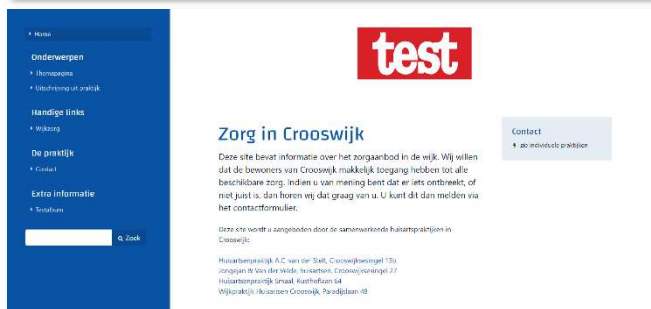 Home
Onderwerpen
Themapagina
Uitschrijving uit praktijk
Handige links
Wijkzorg
De praktijk
Contact
Extra informatie
Testalbum
Zoek
test
Zorg in Crooswijk
Deze site bevat informatie over het zorgaanbod in de wijk. Wij willen
dat de bewoners van Crooswijk makkelijk toegang hebben tot alle
beschikbare zorg. Indien u van mening bent dat er iets ontbreekt, of
niet juist is, dan horen wij dat graag van u. U kunt dit dan melden via
het contactformulier.
Deze site wordt u aangeboden door de samenwerkende huisartspraktijken in
Crooswijk:
Huisartsenpraktijk A.C. van der Stell, Crooswijksesingel 13b
Jongejan & Van der Velde, huisartsen, Crooswijksesingel 27
Huisartsenpraktijk Smaal, Kusthoflaan 64
Wijkpraktijk Huisartsen Crooswijk, Paradijslaan 48
Contact
zie individuele praktijken